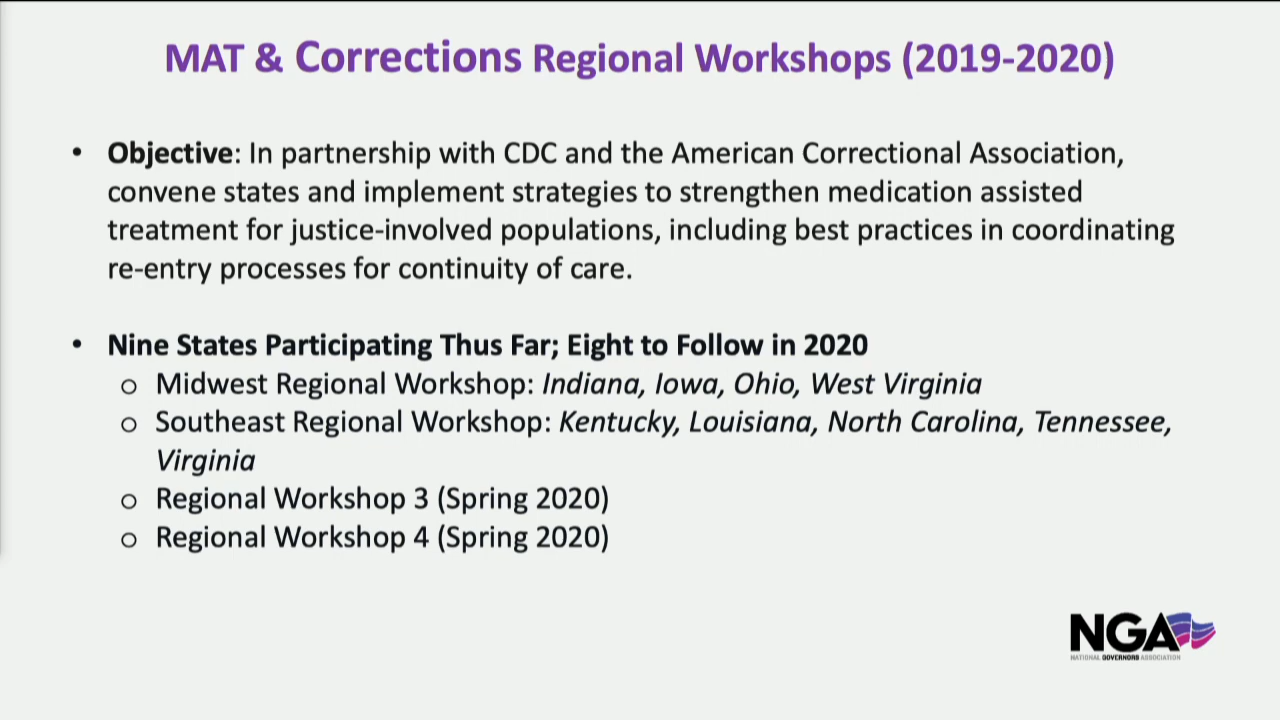 MAT & Corrections Regional Workshops (2019-2020)
• Objective: In partnership with CDC and the American Correctional Association,
convene states and implement strategies to strengthen medication assisted
treatment for justice-involved populations, including best practices in coordinating
re-entry processes for continuity of care.
• Nine States Participating Thus Far; Eight to Follow in 2020
o Midwest Regional Workshop: Indiana, Iowa, Ohio, West Virginia
o Southeast Regional Workshop: Kentucky, Louisiana, North Carolina, Tennessee,
Virginia
o Regional Workshop 3 (Spring 2020)
o Regional Workshop 4 (Spring 2020)
NGA
NATIONAL GOVERNORS ASSOCIATION